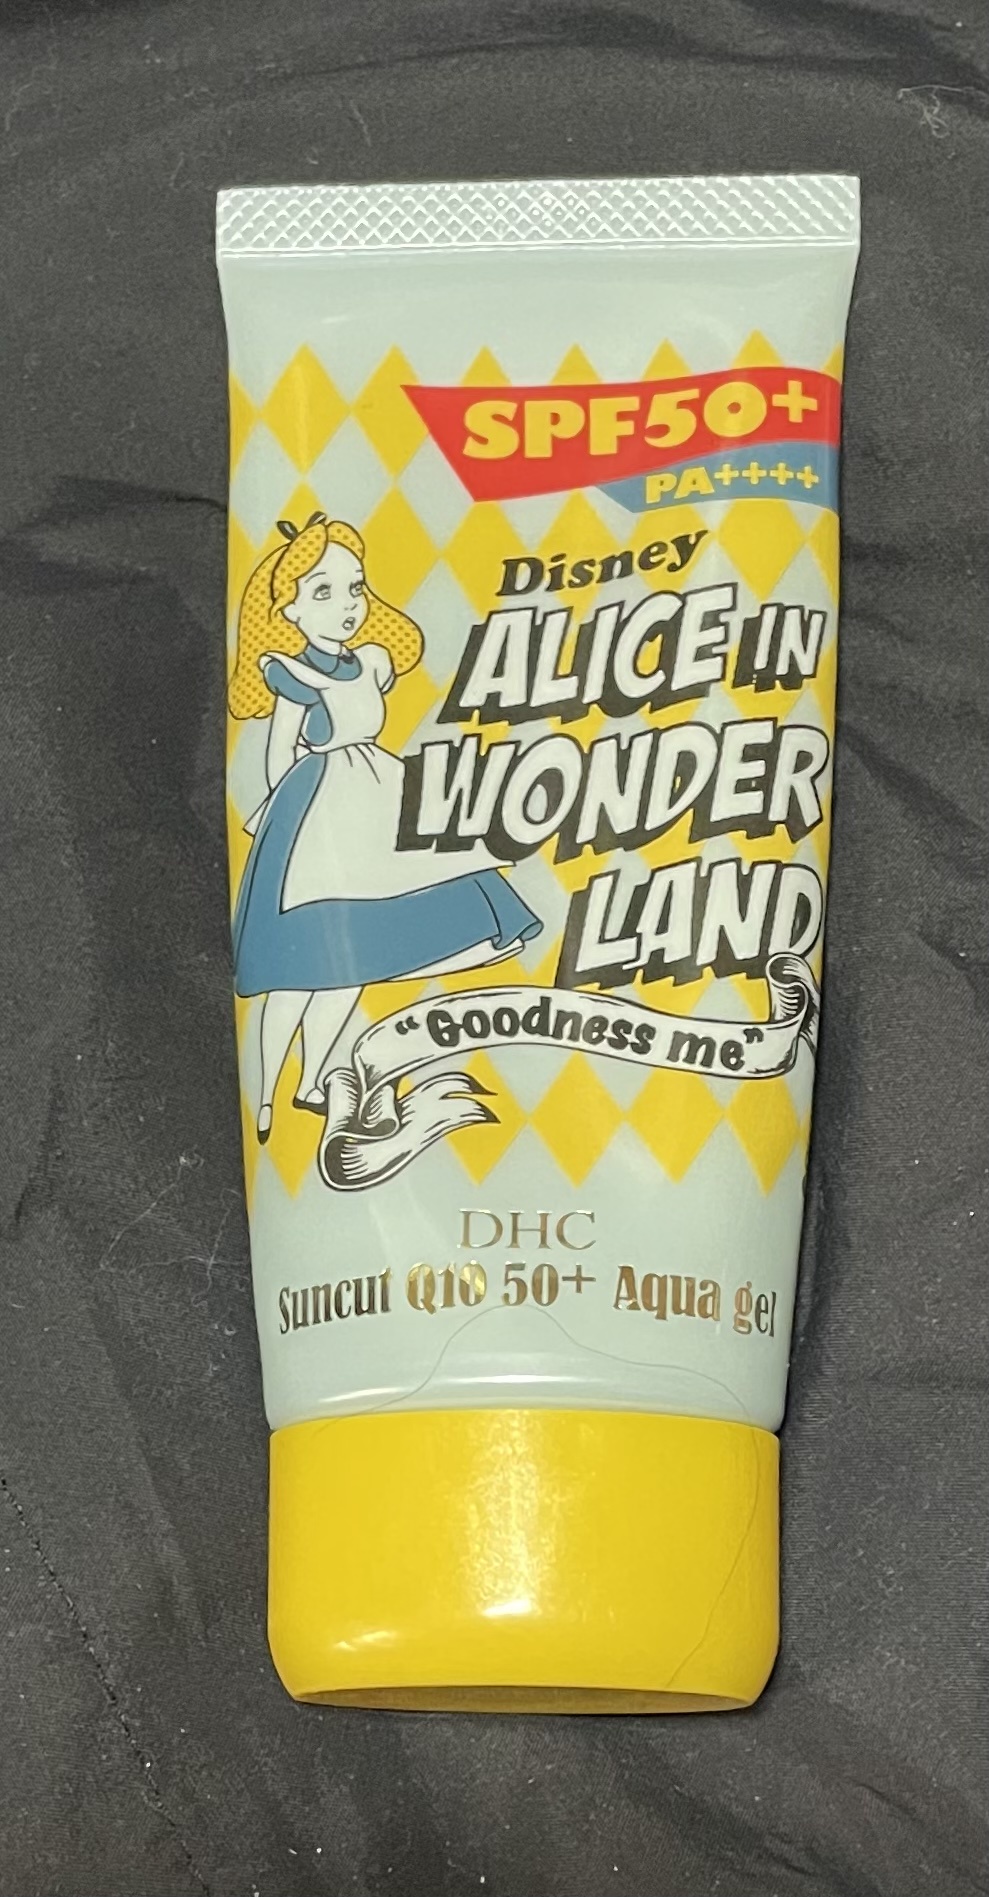 SPF50+
PA++++
Disney
ALICE IN
WONDER
LAND
"Goodness me"
DHC
Suncut Q10 50+ Aqua gel